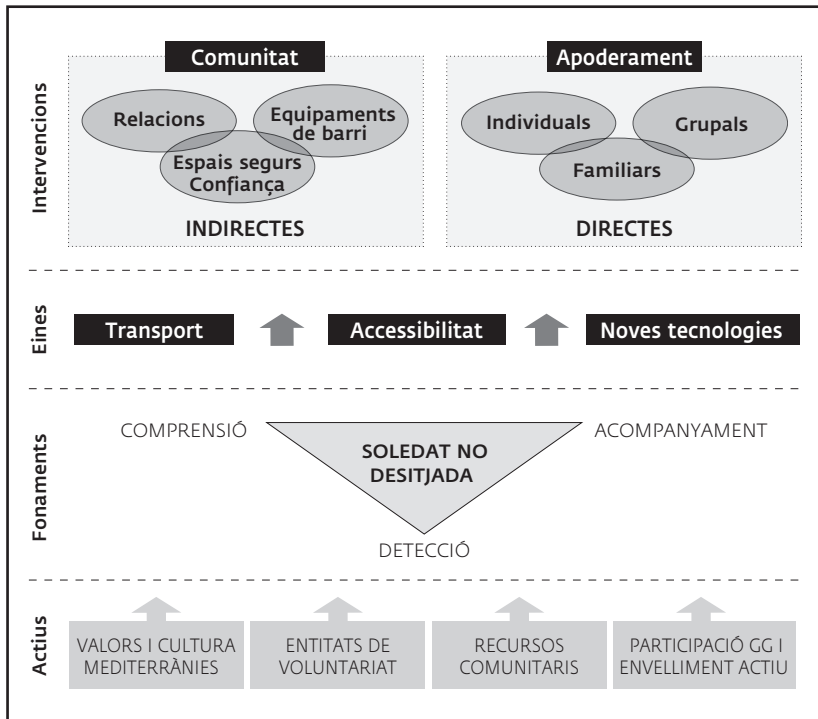 Intervencions
Comunitat
Relacions
Equipaments
de barri
Espais segurs
Confiança
INDIRECTES
Apoderament
Individuals
Grupals
Familiars
DIRECTES
Eines
Transport
Accessibilitat
Noves tecnologies
Fonaments
COMPRENSIÓ
SOLEDAT NO
DESITJADA
ACOMPANYAMENT
DETECCIÓ
Actius
VALORS I CULTURA
MEDITERRÀNIES
ENTITATS DE
VOLUNTARIAT
RECURSOS
COMUNITARIS
PARTICIPACIÓ GG I
ENVELLIMENT ACTIU